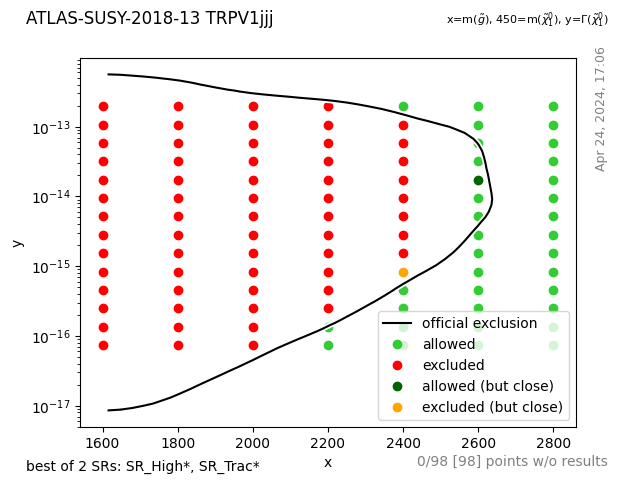 ATLAS-SUSY-2018-13 TRPV1jjj
x=m(g̃), 450=m(χ̃₁⁰), y=Γ(χ̃₁⁰)
Apr 24, 2024, 17:06
y
10⁻¹³
10⁻¹⁴
10⁻¹⁵
10⁻¹⁶
10⁻¹⁷
official exclusion
allowed
excluded
allowed (but close)
excluded (but close)
1600 1800 2000 2200 2400 2600 2800
x
best of 2 SRs: SR_High*, SR_Trac*
0/98 [98] points w/o results